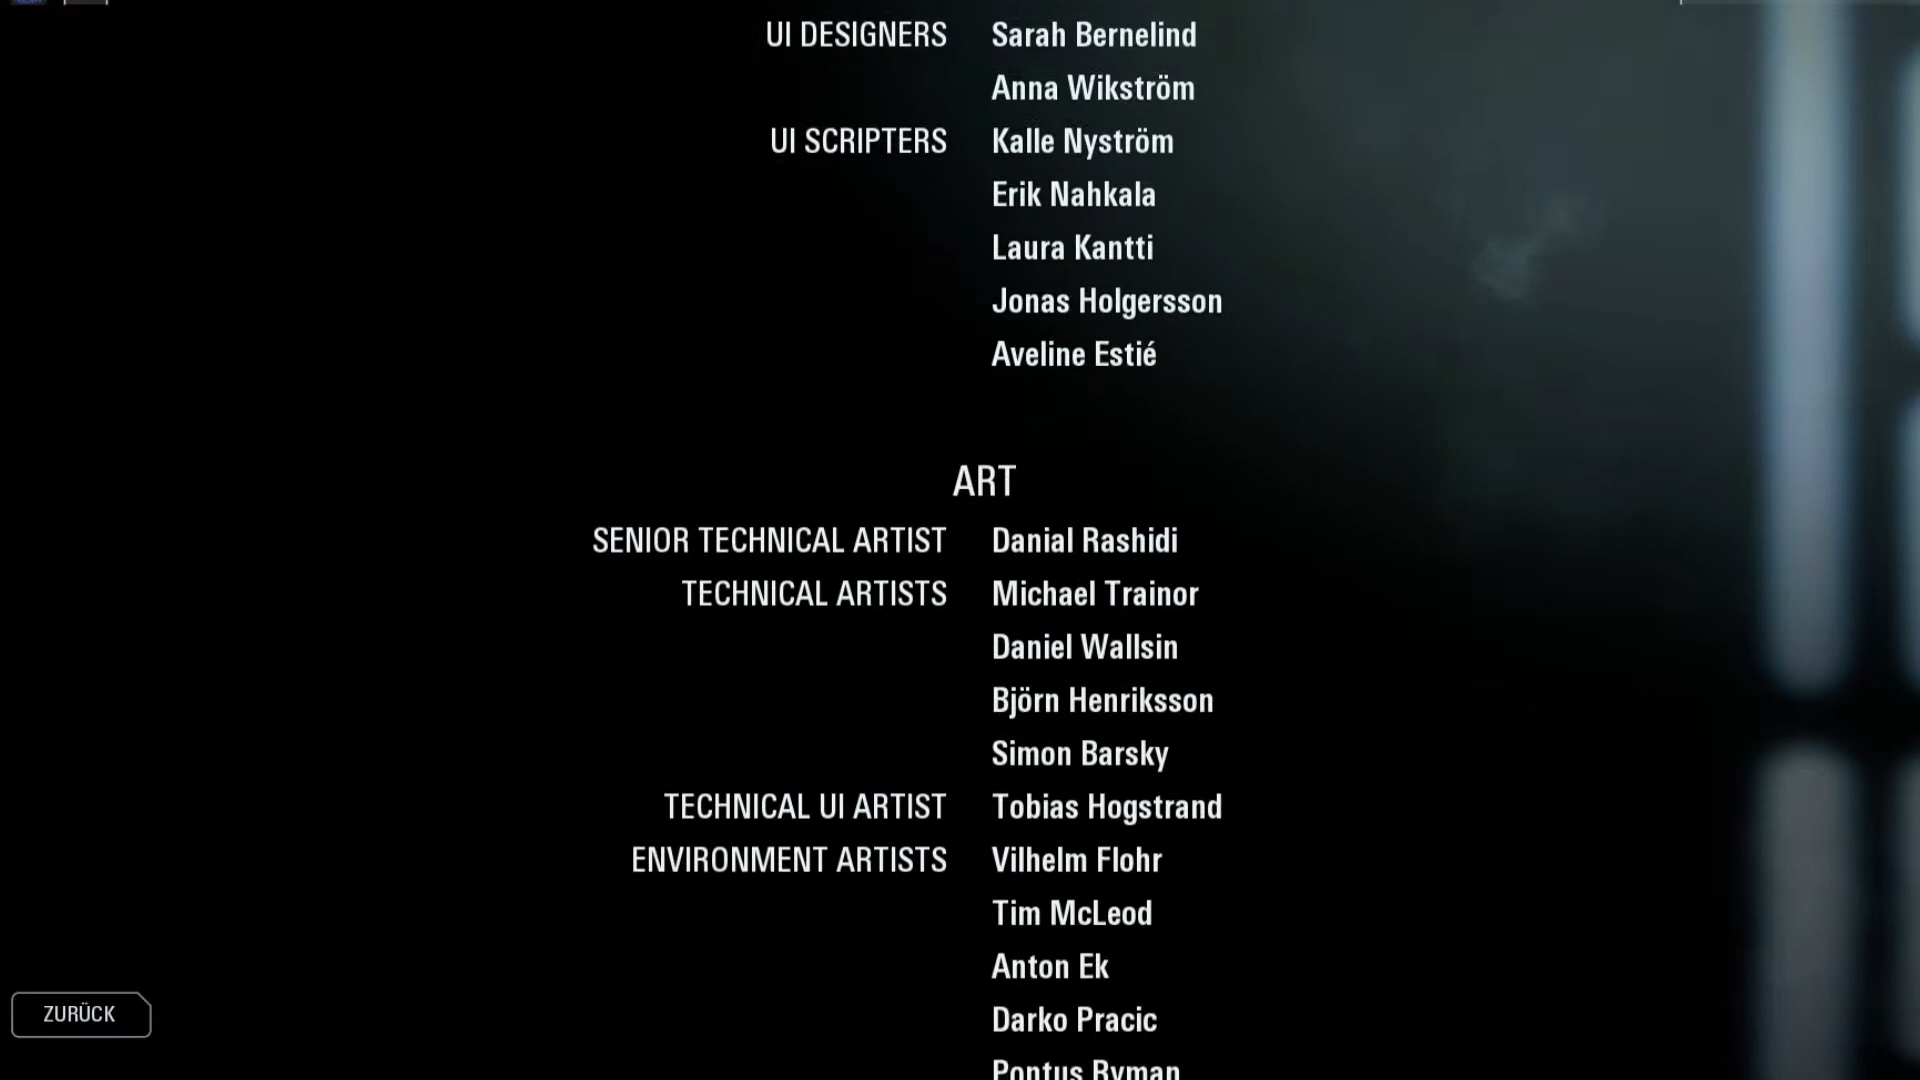 UI DESIGNERS Sarah Bernelind
Anna Wikström
UI SCRIPTERS Kalle Nyström
Erik Nahkala
Laura Kantti
Jonas Holgersson
Aveline Estié
ART
SENIOR TECHNICAL ARTIST Danial Rashidi
TECHNICAL ARTISTS Michael Trainor
Daniel Wallsin
Björn Henriksson
Simon Barsky
TECHNICAL UI ARTIST Tobias Hogstrand
ENVIRONMENT ARTISTS Vilhelm Flohr
Tim McLeod
Anton Ek
Darko Pracic
Pontus Ryman
ZURÜCK